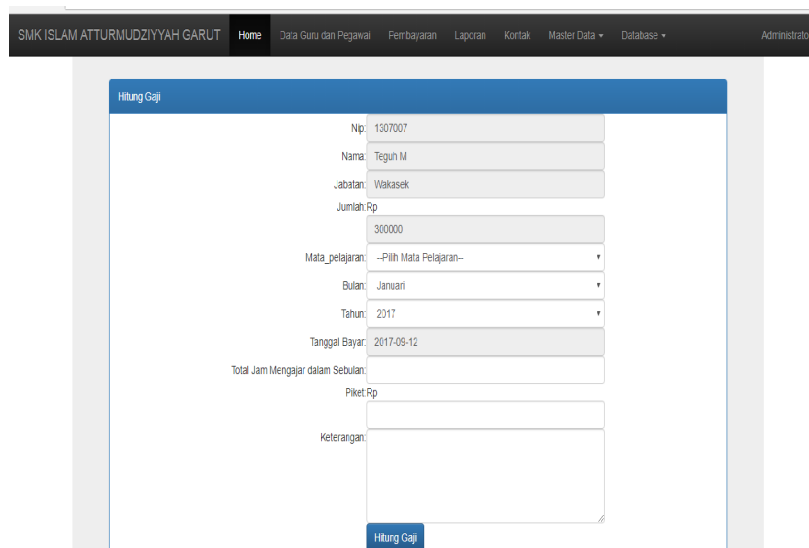 SMK ISLAM ATTURMUDZIYYAH GARUT Home Data Guru dan Pegawai Pembayaran Laporan Kontak Master Data Database Administrato
Hitung Gaji
Nip: 1307007
Nama: Teguh M
Jabatan: Wakasek
Jumlah:Rp
300000
Mata_pelajaran: --Pilih Mata Pelajaran--
Bulan: Januari
Tahun: 2017
Tanggal Bayar: 2017-09-12
Total Jam Mengajar dalam Sebulan:
Piket:Rp
Keterangan:
Hitung Gaji